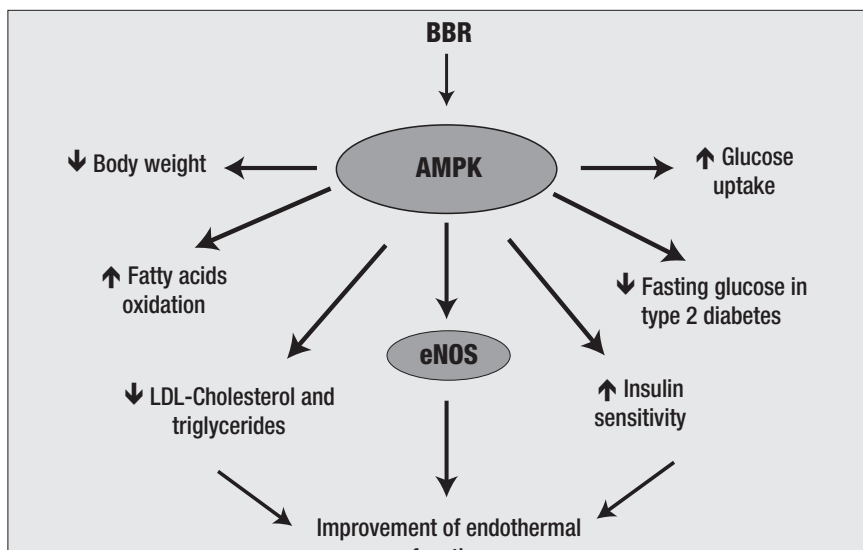 BBR
AMPK
↓ Body weight
↑ Glucose
uptake
↑ Fatty acids
oxidation
↓ Fasting glucose in
type 2 diabetes
eNOS
↓ LDL-Cholesterol and
triglycerides
↑ Insulin
sensitivity
Improvement of endothermal